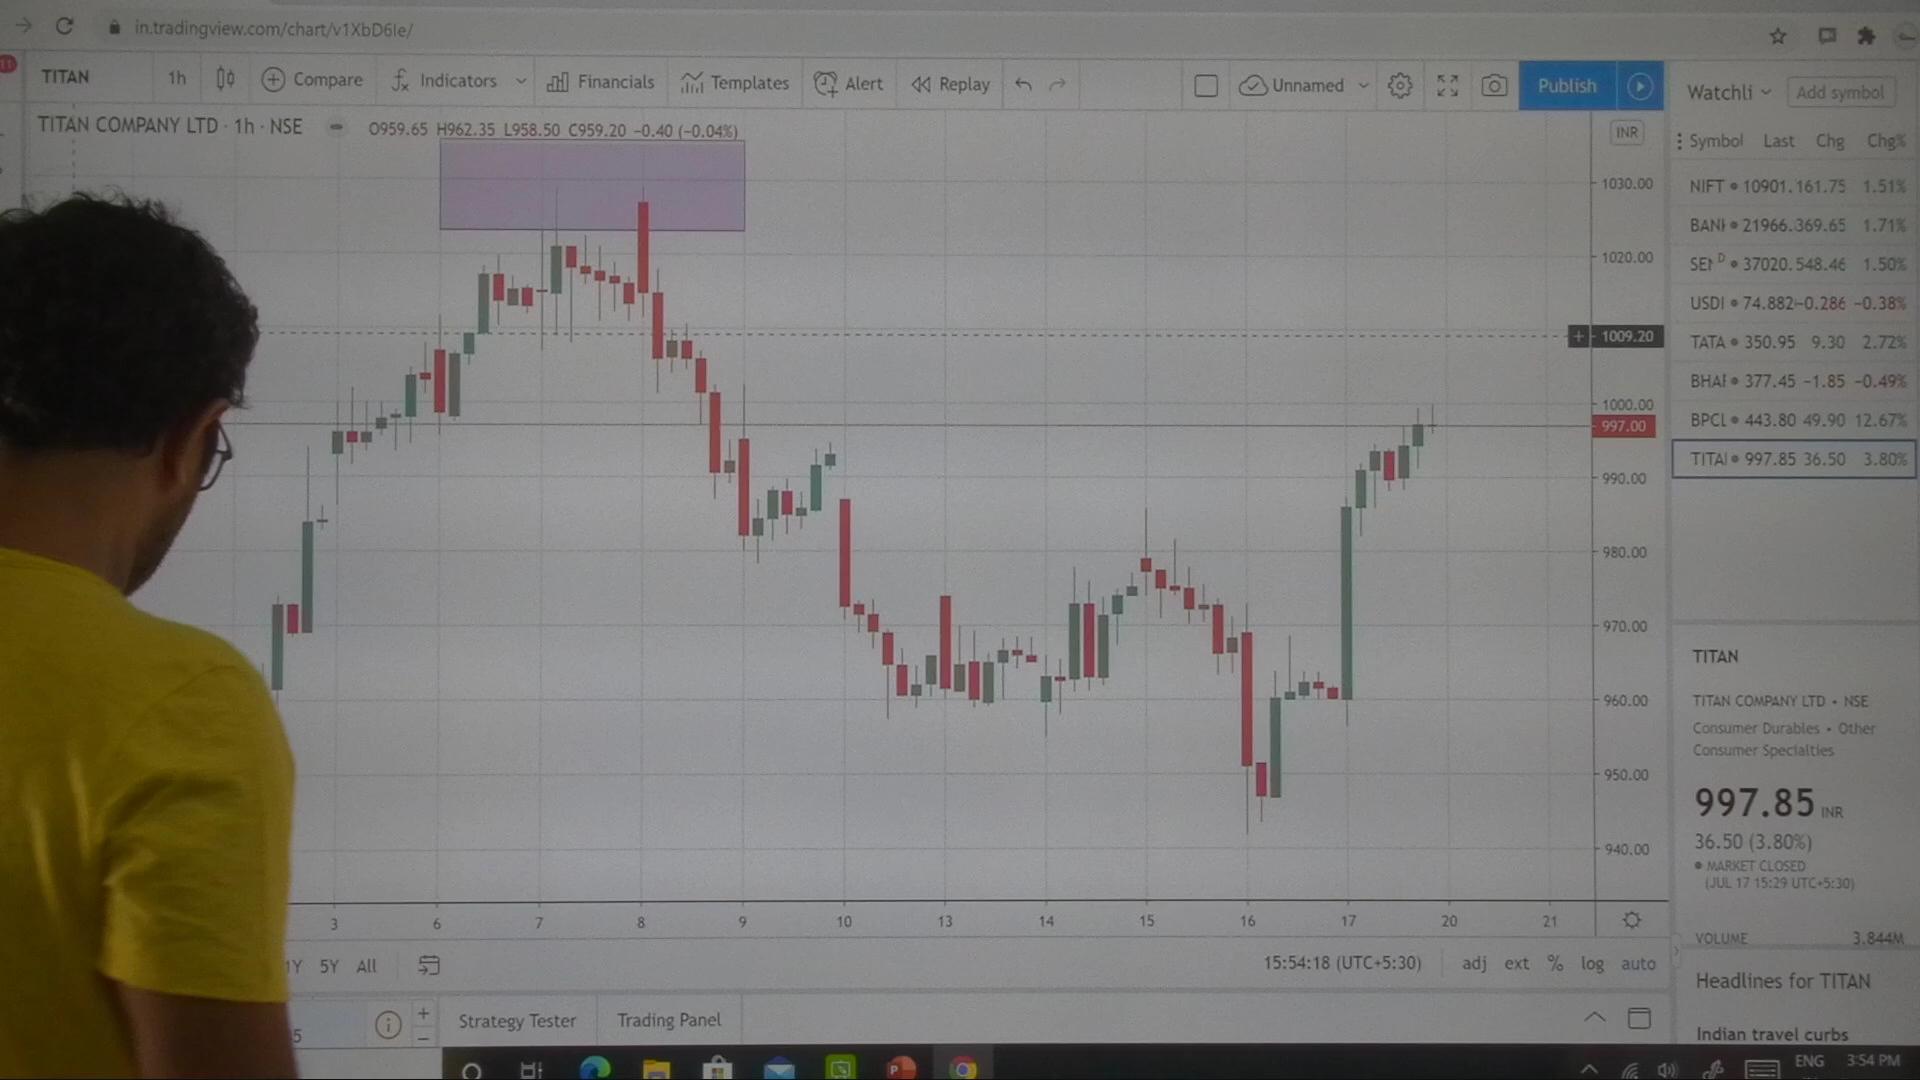 in.tradingview.com/chart/v1XbD6Ie/
11
TITAN 1h Compare Indicators Financials Templates Alert Replay Unnamed Publish
TITAN COMPANY LTD · 1h · NSE O959.65 H962.35 L958.50 C959.20 −0.40 (−0.04%)
INR
1030.00
1020.00
1009.20
1000.00
997.00
990.00
980.00
970.00
960.00
950.00
940.00
3 6 7 8 9 10 13 14 15 16 17 20 21
1Y 5Y All
15:54:18 (UTC+5:30) adj ext % log auto
Strategy Tester Trading Panel
Watchli Add symbol
Symbol Last Chg Chg%
NIFT 10901. 161.75 1.51%
BANI 21966. 369.65 1.71%
SEN D 37020. 548.46 1.50%
USDI 74.882 −0.286 −0.38%
TATA 350.95 9.30 2.72%
BHAI 377.45 −1.85 −0.49%
BPCL 443.80 49.90 12.67%
TITAI 997.85 36.50 3.80%
TITAN
TITAN COMPANY LTD • NSE
Consumer Durables • Other
Consumer Specialties
997.85 INR
36.50 (3.80%)
MARKET CLOSED
(JUL 17 15:29 UTC+5:30)
VOLUME 3.844M
Headlines for TITAN
Indian travel curbs
ENG 3:54 PM